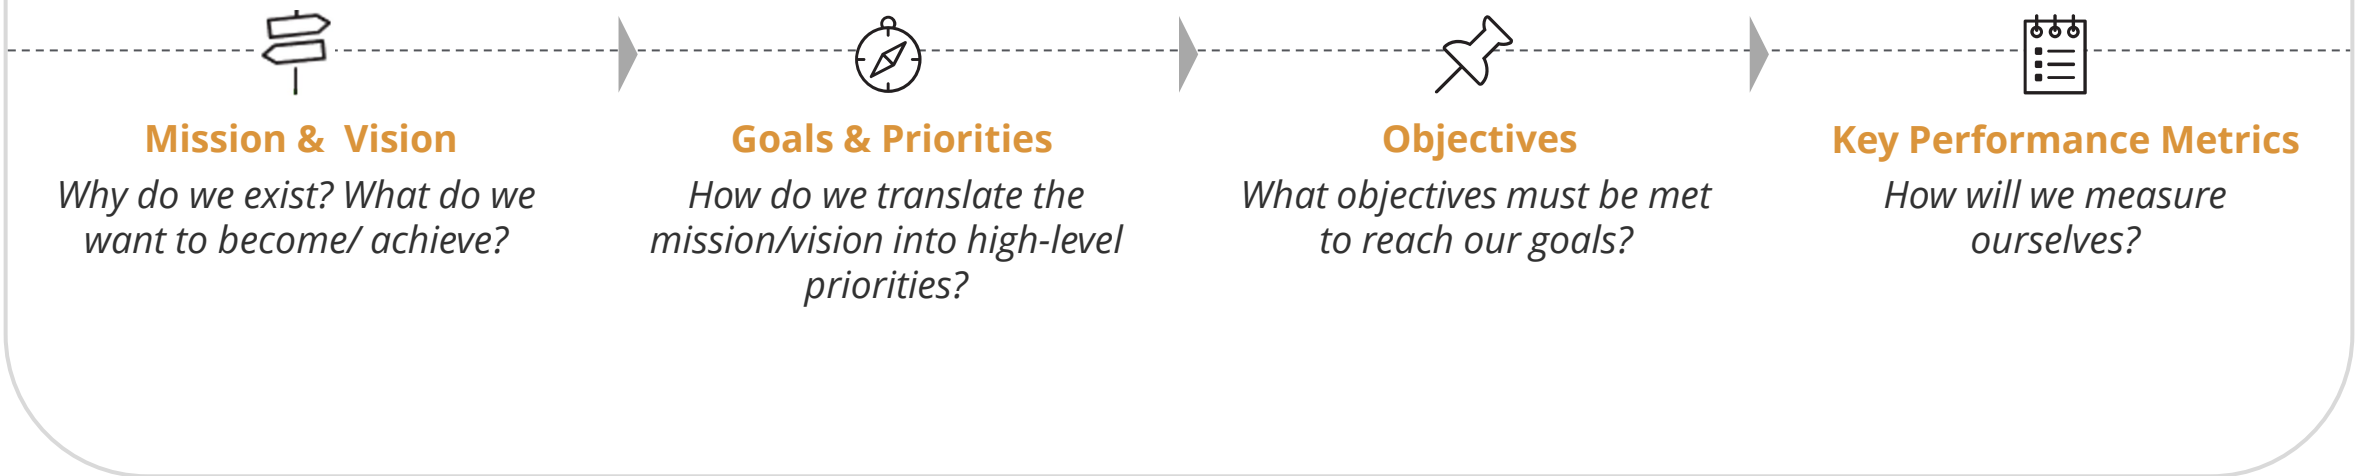 Mission &  Vision
Why do we exist? What do we
want to become/ achieve?
Goals & Priorities
How do we translate the
mission/vision into high-level
priorities?
Objectives
What objectives must be met
to reach our goals?
Key Performance Metrics
How will we measure
ourselves?